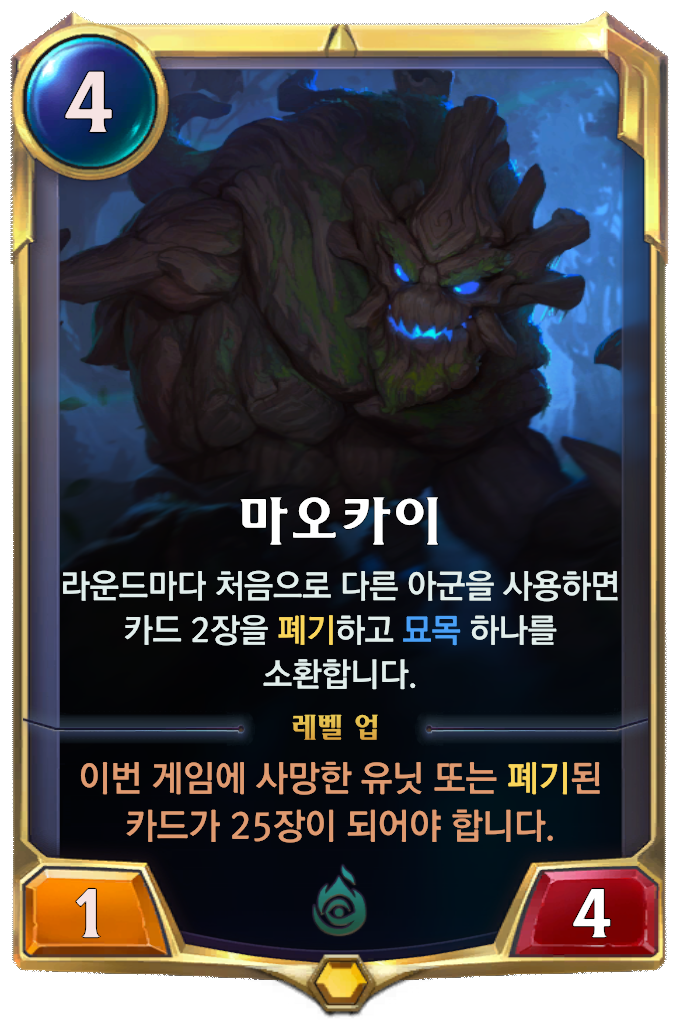 4
마오카이
라운드마다 처음으로 다른 아군을 사용하면
카드 2장을 폐기하고 묘목 하나를
소환합니다.
레벨 업
이번 게임에 사망한 유닛 또는 폐기된
카드가 25장이 되어야 합니다.
1
4